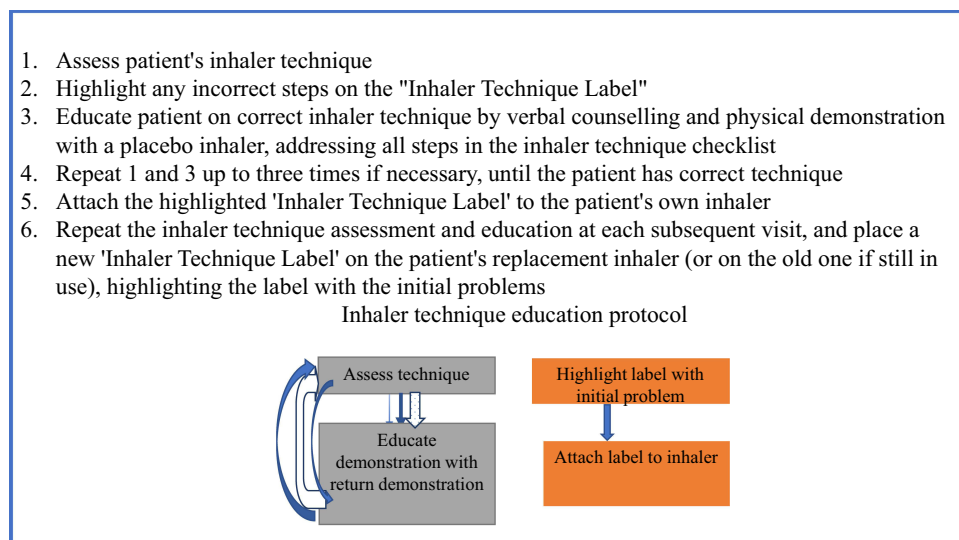 1. Assess patient's inhaler technique
2. Highlight any incorrect steps on the "Inhaler Technique Label"
3. Educate patient on correct inhaler technique by verbal counselling and physical demonstration
with a placebo inhaler, addressing all steps in the inhaler technique checklist
4. Repeat 1 and 3 up to three times if necessary, until the patient has correct technique
5. Attach the highlighted 'Inhaler Technique Label' to the patient's own inhaler
6. Repeat the inhaler technique assessment and education at each subsequent visit, and place a
new 'Inhaler Technique Label' on the patient's replacement inhaler (or on the old one if still in
use), highlighting the label with the initial problems
Inhaler technique education protocol
Assess technique
Educate
demonstration with
return demonstration
Highlight label with
initial problem
Attach label to inhaler